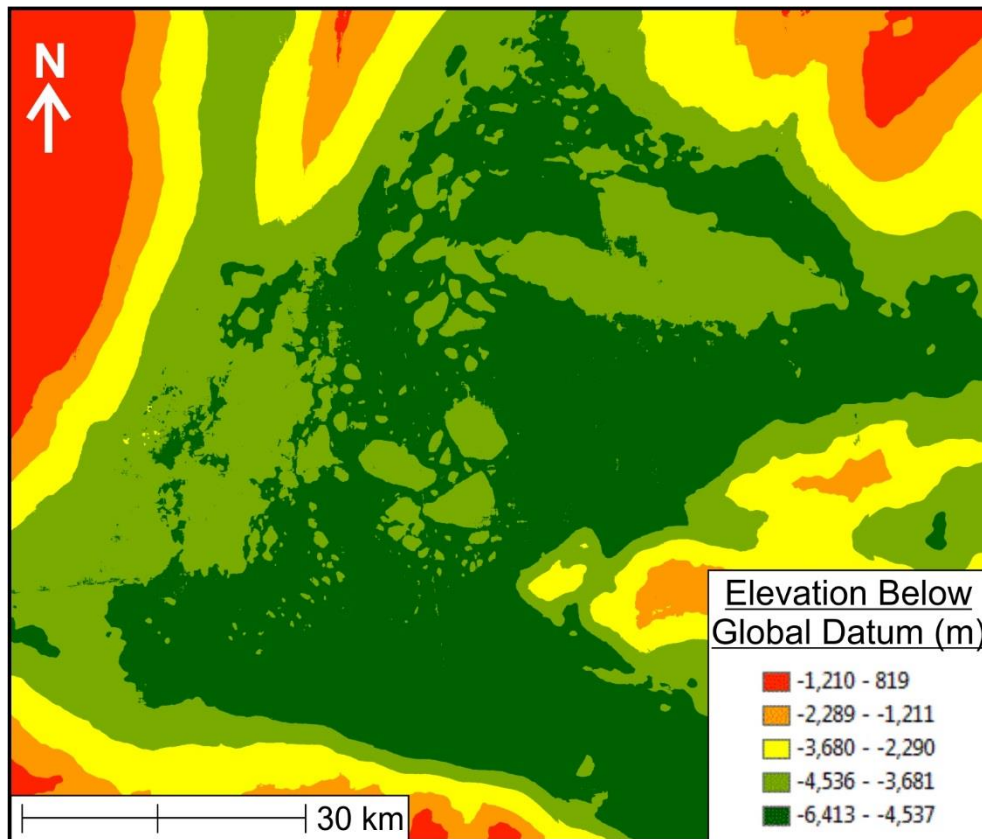 N
Elevation Below
Global Datum (m)
-1,210 - 819
-2,289 - -1,211
-3,680 - -2,290
-4,536 - -3,681
-6,413 - -4,537
30 km